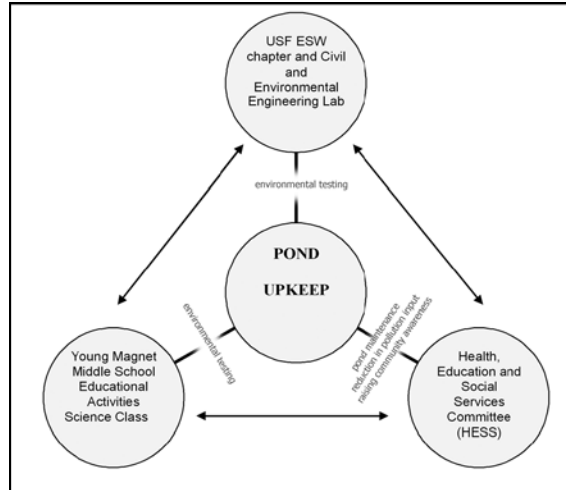 USF ESW
chapter and Civil
and
Environmental
Engineering Lab
environmental testing
POND
UPKEEP
environmental testing
pond maintenance
reduction in pollution input
raising community awareness
Young Magnet
Middle School
Educational
Activities
Science Class
Health,
Education and
Social
Services
Committee
(HESS)